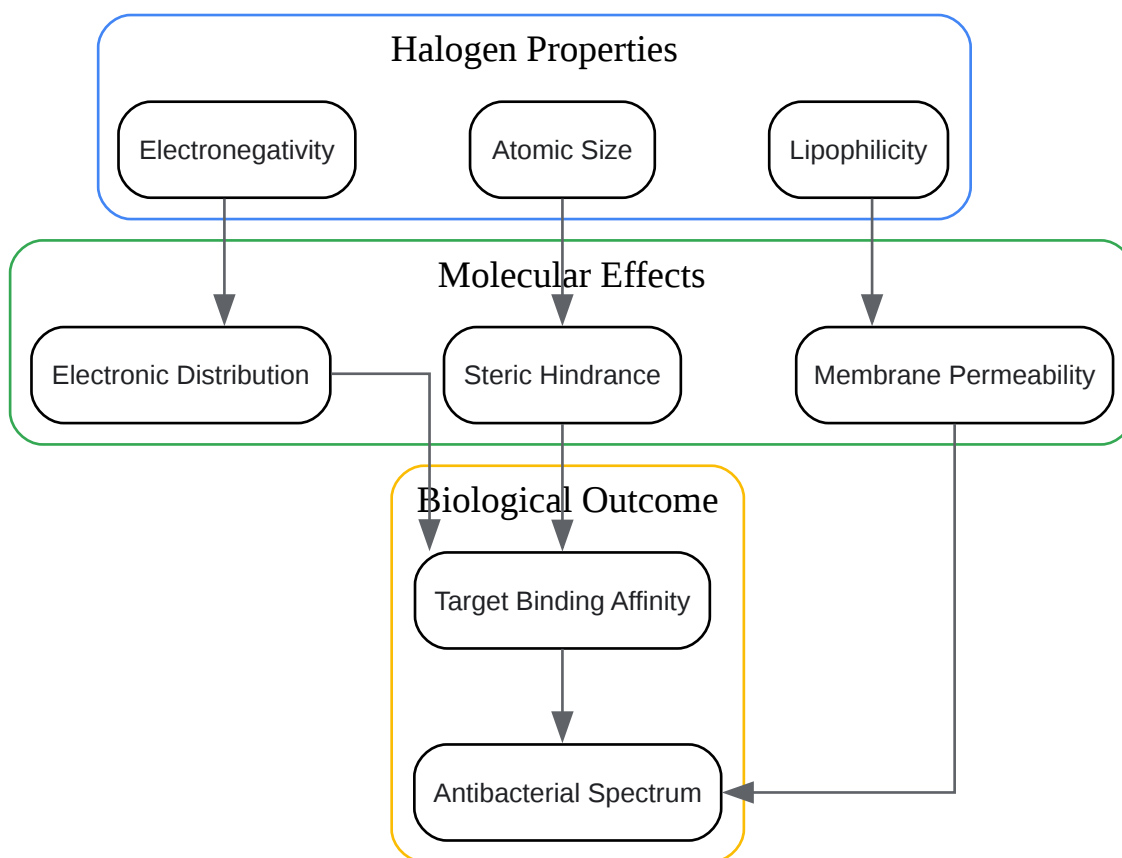 Halogen Properties
Electronegativity
Atomic Size
Lipophilicity
Molecular Effects
Electronic Distribution
Steric Hindrance
Membrane Permeability
Biological Outcome
Target Binding Affinity
Antibacterial Spectrum